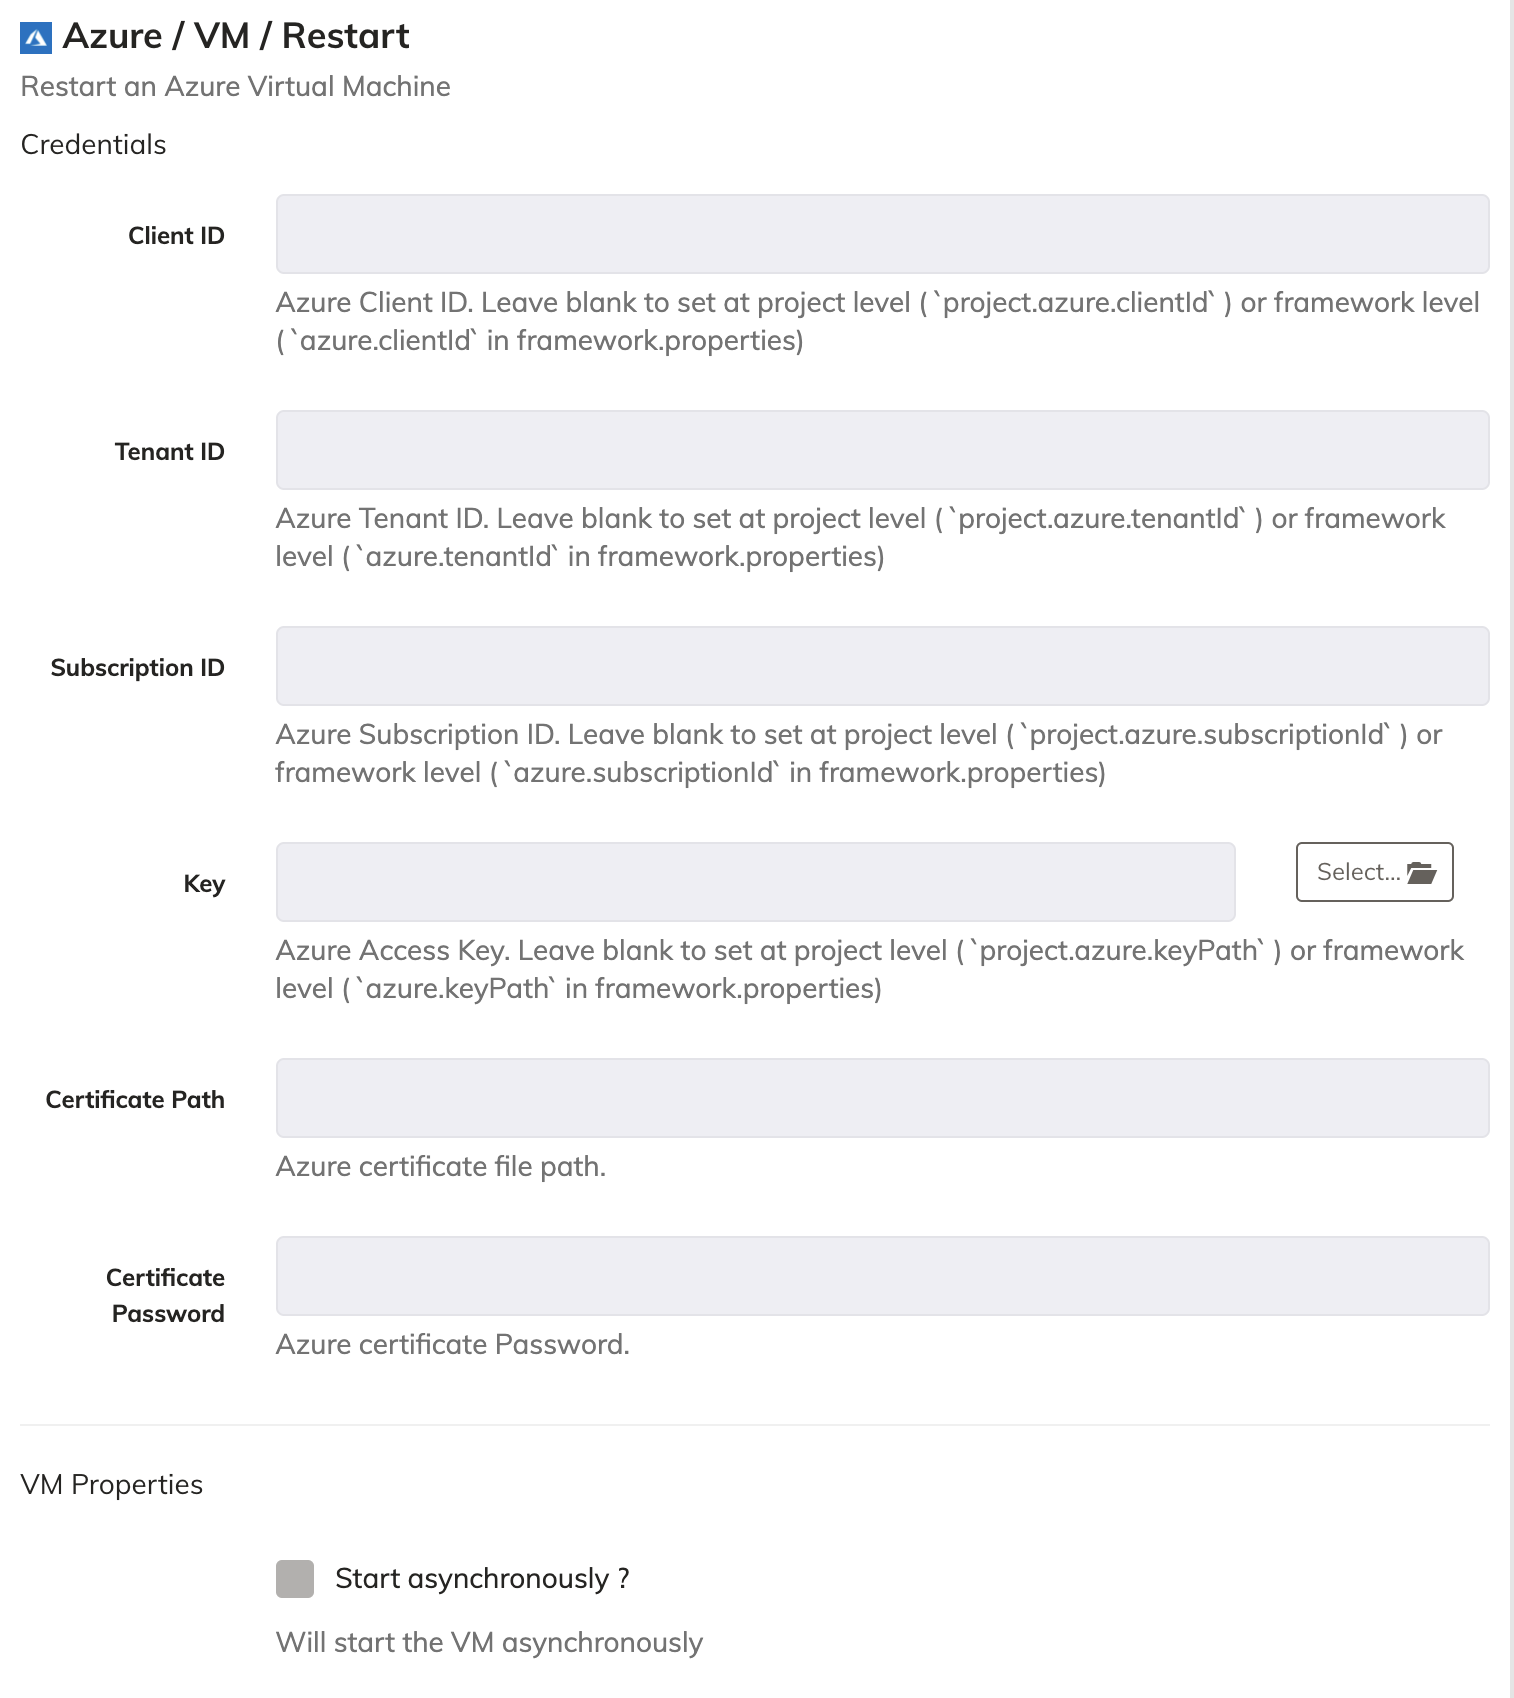 Azure / VM / Restart
Restart an Azure Virtual Machine
Credentials
Client ID
Azure Client ID. Leave blank to set at project level (`project.azure.clientId` ) or framework level
(`azure.clientId` in framework.properties)
Tenant ID
Azure Tenant ID. Leave blank to set at project level (`project.azure.tenantId` ) or framework
level (`azure.tenantId` in framework.properties)
Subscription ID
Azure Subscription ID. Leave blank to set at project level (`project.azure.subscriptionId` ) or
framework level (`azure.subscriptionId` in framework.properties)
Key
Select...
Azure Access Key. Leave blank to set at project level (`project.azure.keyPath` ) or framework
level (`azure.keyPath` in framework.properties)
Certificate Path
Azure certificate file path.
Certificate
Password
Azure certificate Password.
VM Properties
Start asynchronously ?
Will start the VM asynchronously